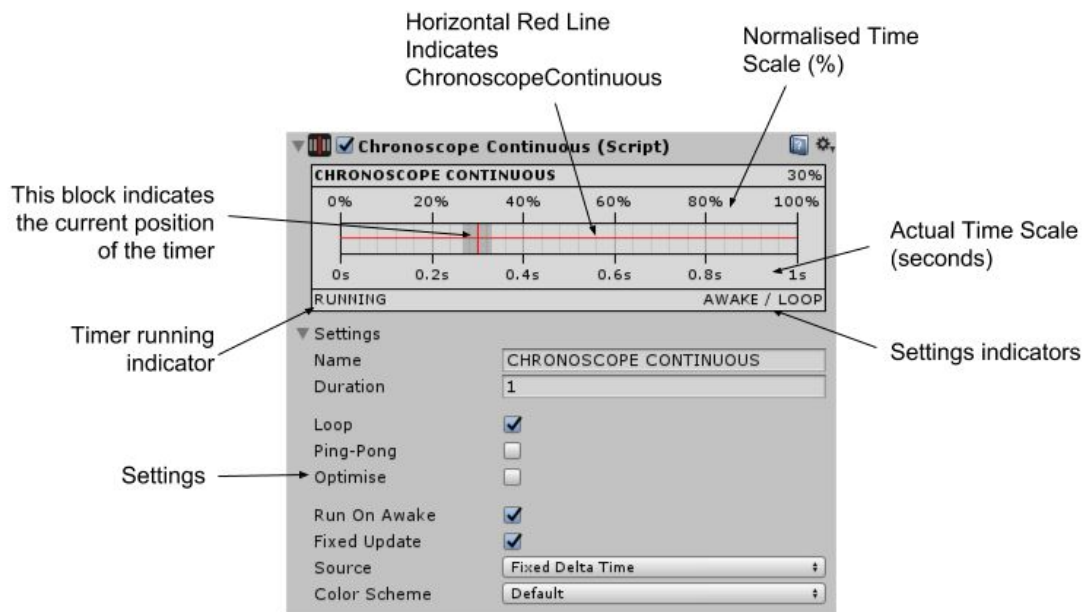 Horizontal Red Line
Indicates
ChronoscopeContinuous
Normalised Time
Scale (%)
Chronoscope Continuous (Script)
CHRONOSCOPE CONTINUOUS 30%
0% 20% 40% 60% 80% 100%
This block indicates
the current position
of the timer
0s 0.2s 0.4s 0.6s 0.8s 1s
Actual Time Scale
(seconds)
RUNNING AWAKE / LOOP
Timer running
indicator
Settings indicators
Settings
Name CHRONOSCOPE CONTINUOUS
Duration 1
Loop
Ping-Pong
Settings
Optimise
Run On Awake
Fixed Update
Source Fixed Delta Time
Color Scheme Default